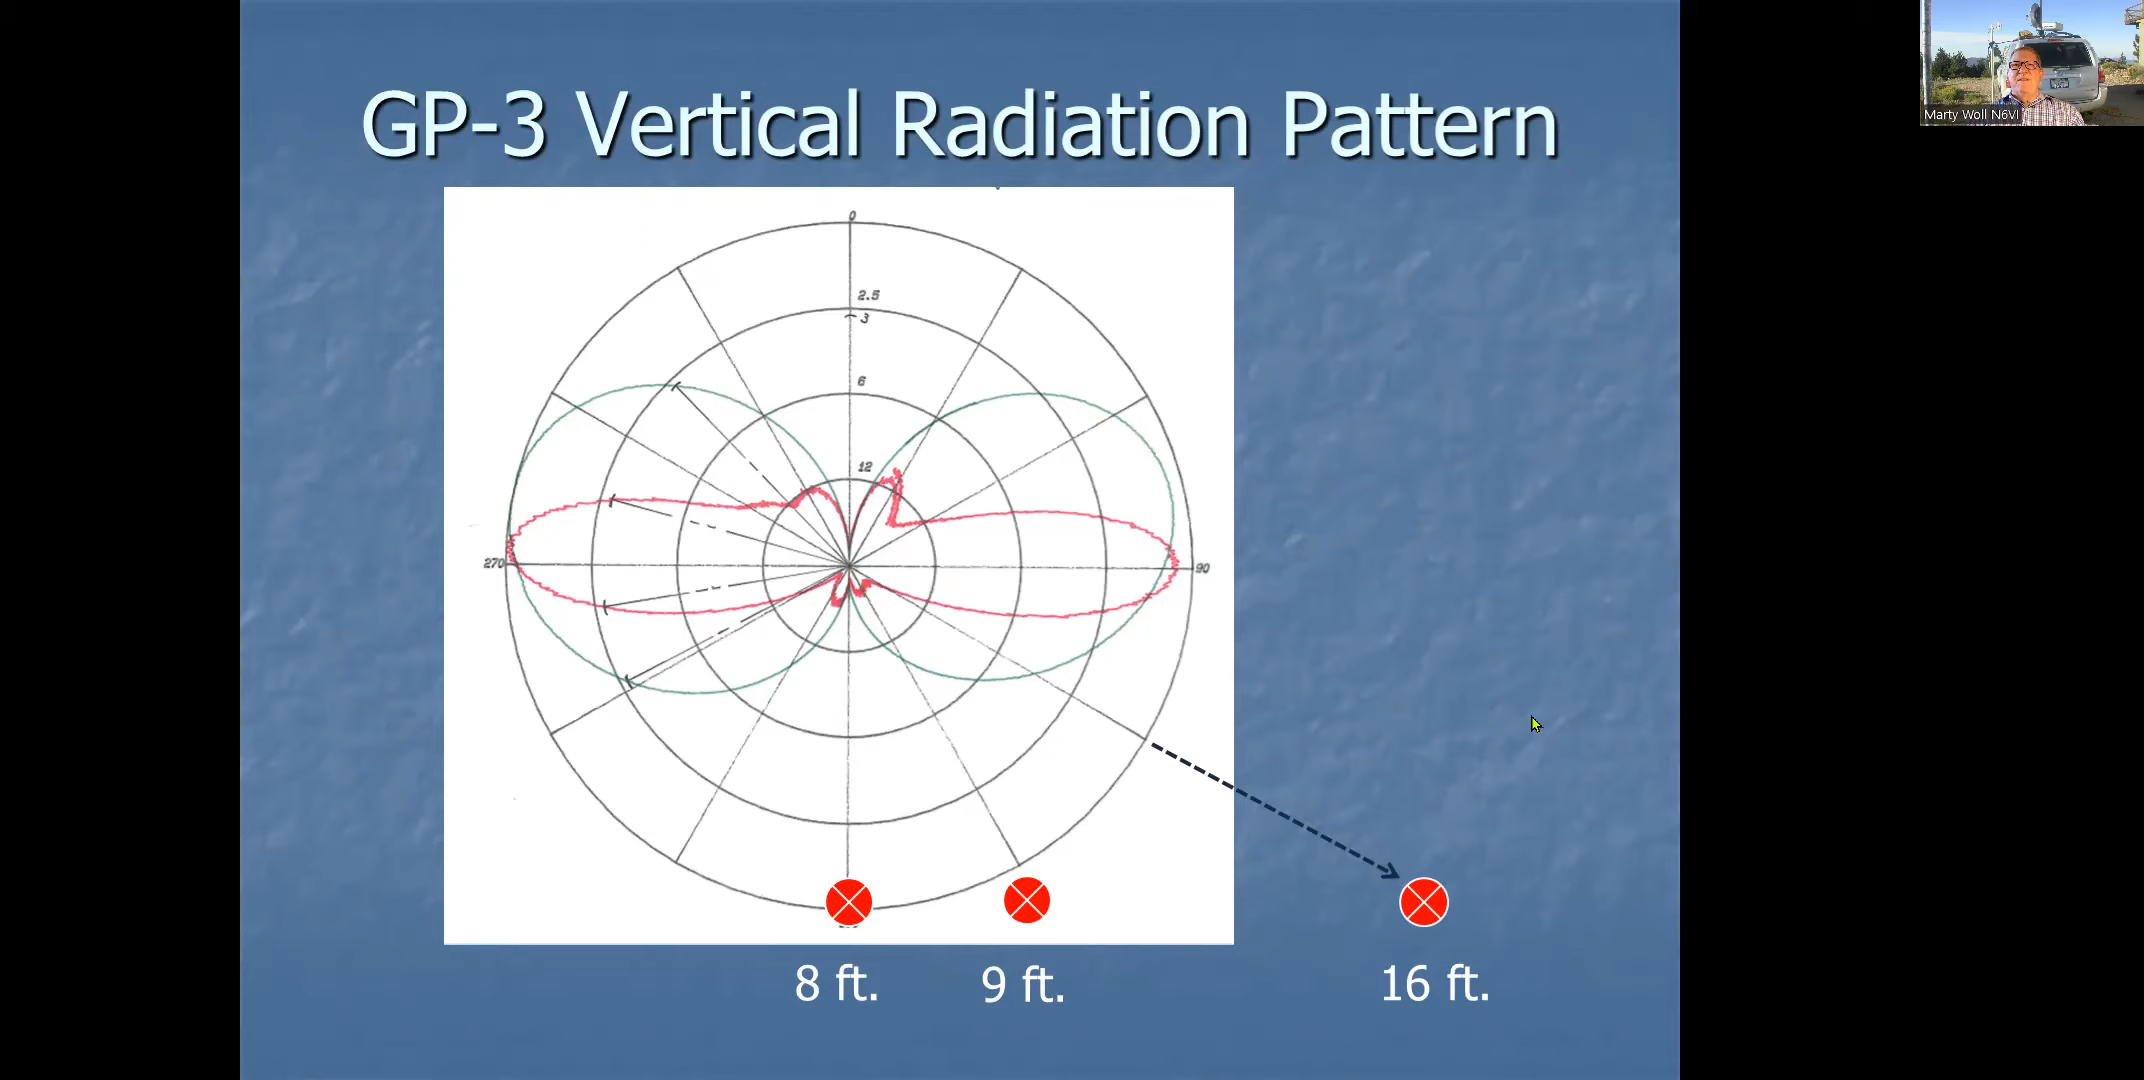 GP-3 Vertical Radiation Pattern
Marty Woll N6VI
0
2.5
3
6
12
270
90
8 ft.
9 ft.
16 ft.